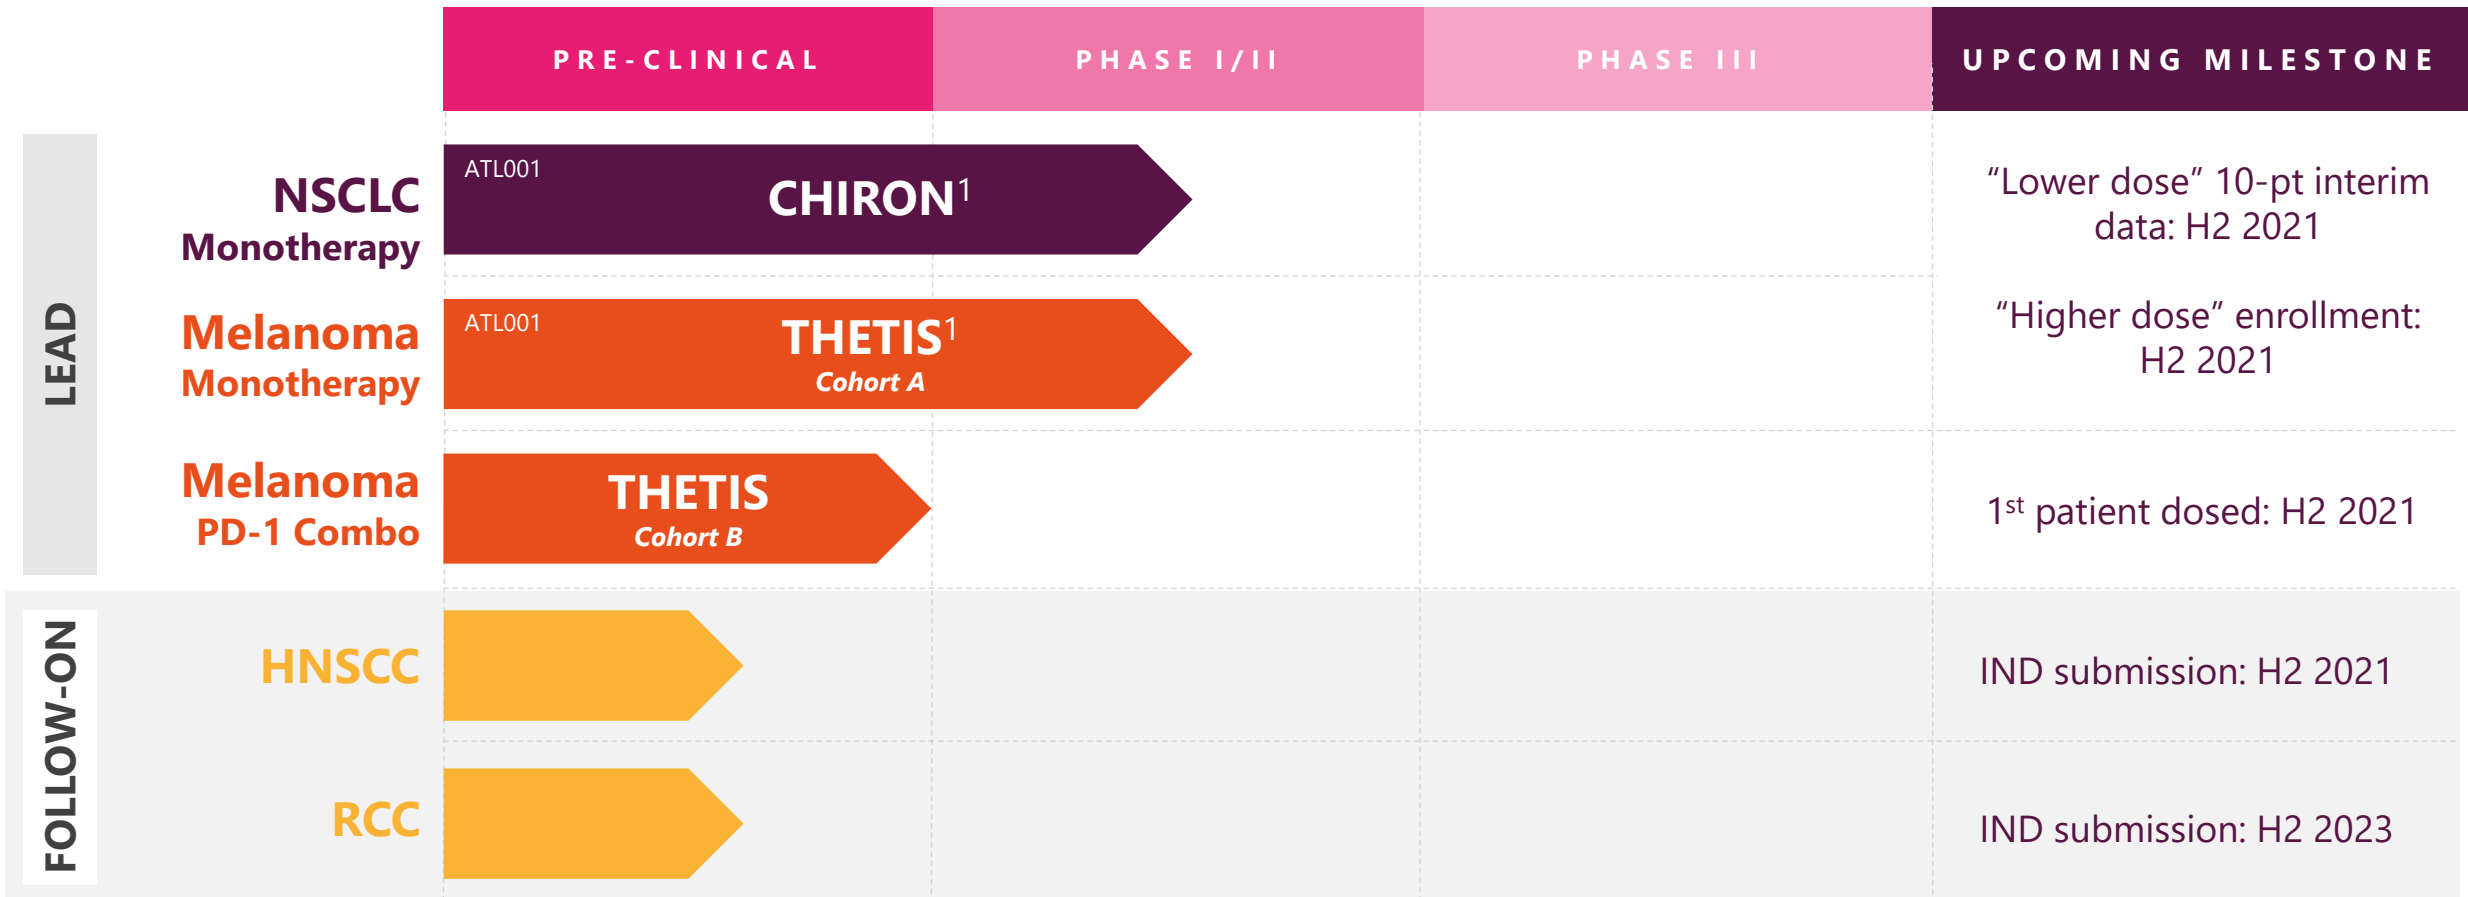 PRE-CLINICAL
PHASE I/II
PHASE III
UPCOMING MILESTONE
LEAD
NSCLC
Monotherapy
ATL001
CHIRON¹
“Lower dose” 10-pt interim
data: H2 2021
Melanoma
Monotherapy
ATL001
THETIS¹
Cohort A
“Higher dose” enrollment:
H2 2021
Melanoma
PD-1 Combo
THETIS
Cohort B
1st patient dosed: H2 2021
FOLLOW-ON
HNSCC
IND submission: H2 2021
RCC
IND submission: H2 2023